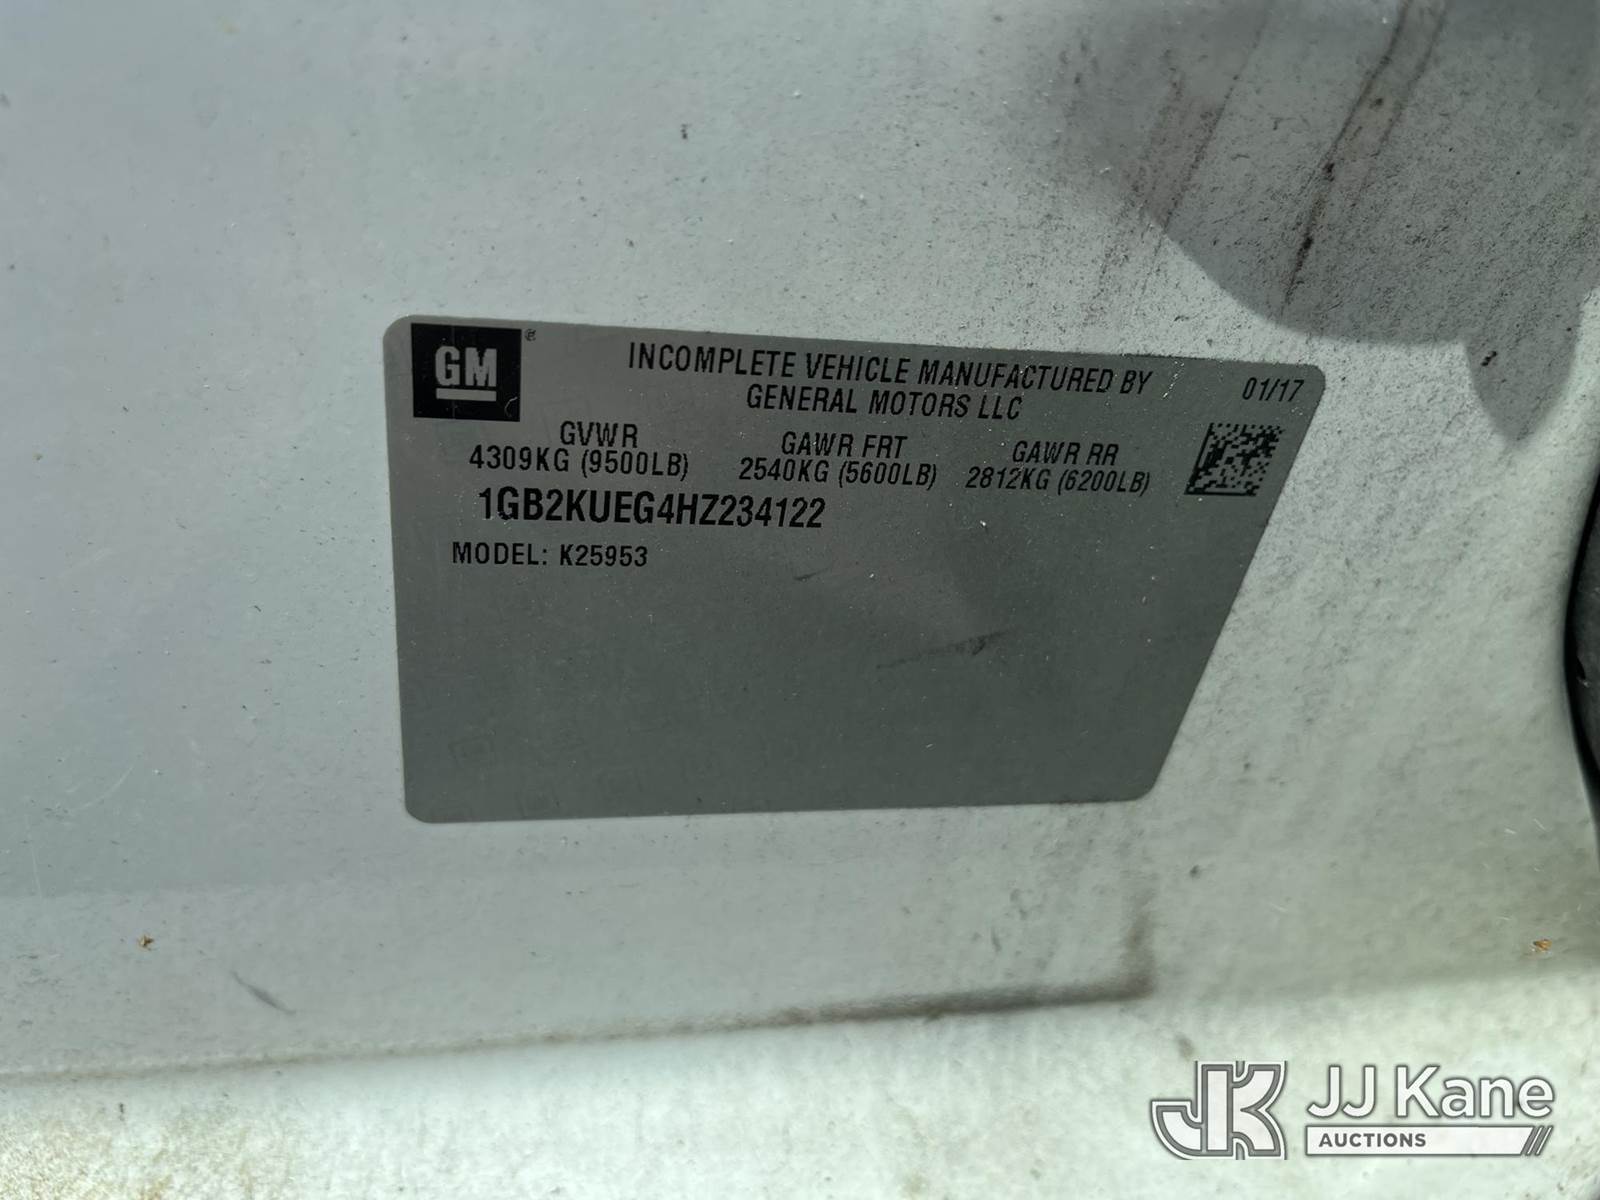 GM®
INCOMPLETE VEHICLE MANUFACTURED BY
GENERAL MOTORS LLC
01/17
GVWR
4309KG (9500LB)
GAWR FRT
2540KG (5600LB)
GAWR RR
2812KG (6200LB)
1GB2KUEG4HZ234122
MODEL: K25953
JK JJ Kane
AUCTIONS